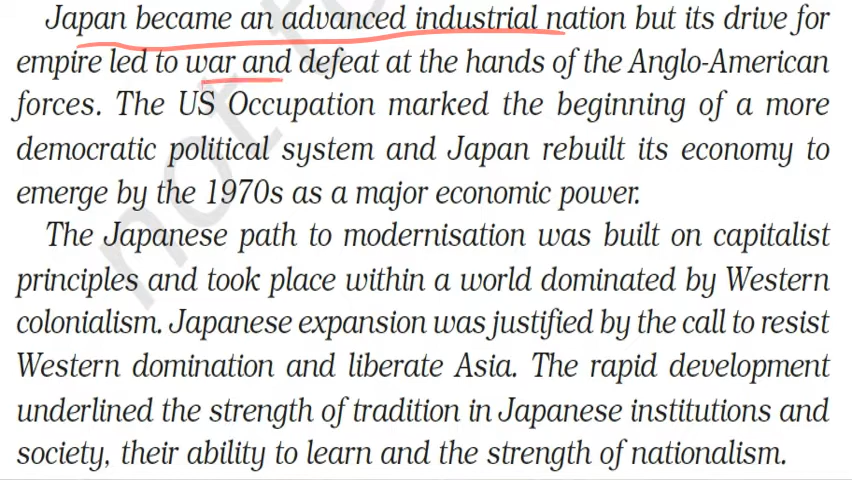 Japan became an advanced industrial nation but its drive for
empire led to war and defeat at the hands of the Anglo-American
forces. The US Occupation marked the beginning of a more
democratic political system and Japan rebuilt its economy to
emerge by the 1970s as a major economic power.
The Japanese path to modernisation was built on capitalist
principles and took place within a world dominated by Western
colonialism. Japanese expansion was justified by the call to resist
Western domination and liberate Asia. The rapid development
underlined the strength of tradition in Japanese institutions and
society, their ability to learn and the strength of nationalism.
not t